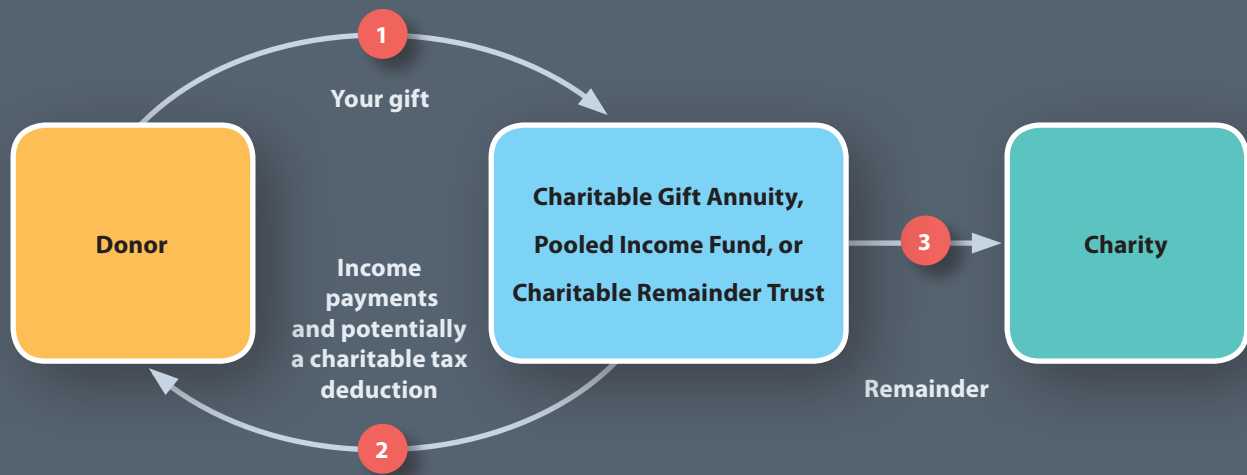 1
Your gift
Donor
Charitable Gift Annuity,
Pooled Income Fund, or
Charitable Remainder Trust
3
Charity
Income
payments
and potentially
a charitable tax
deduction
Remainder
2